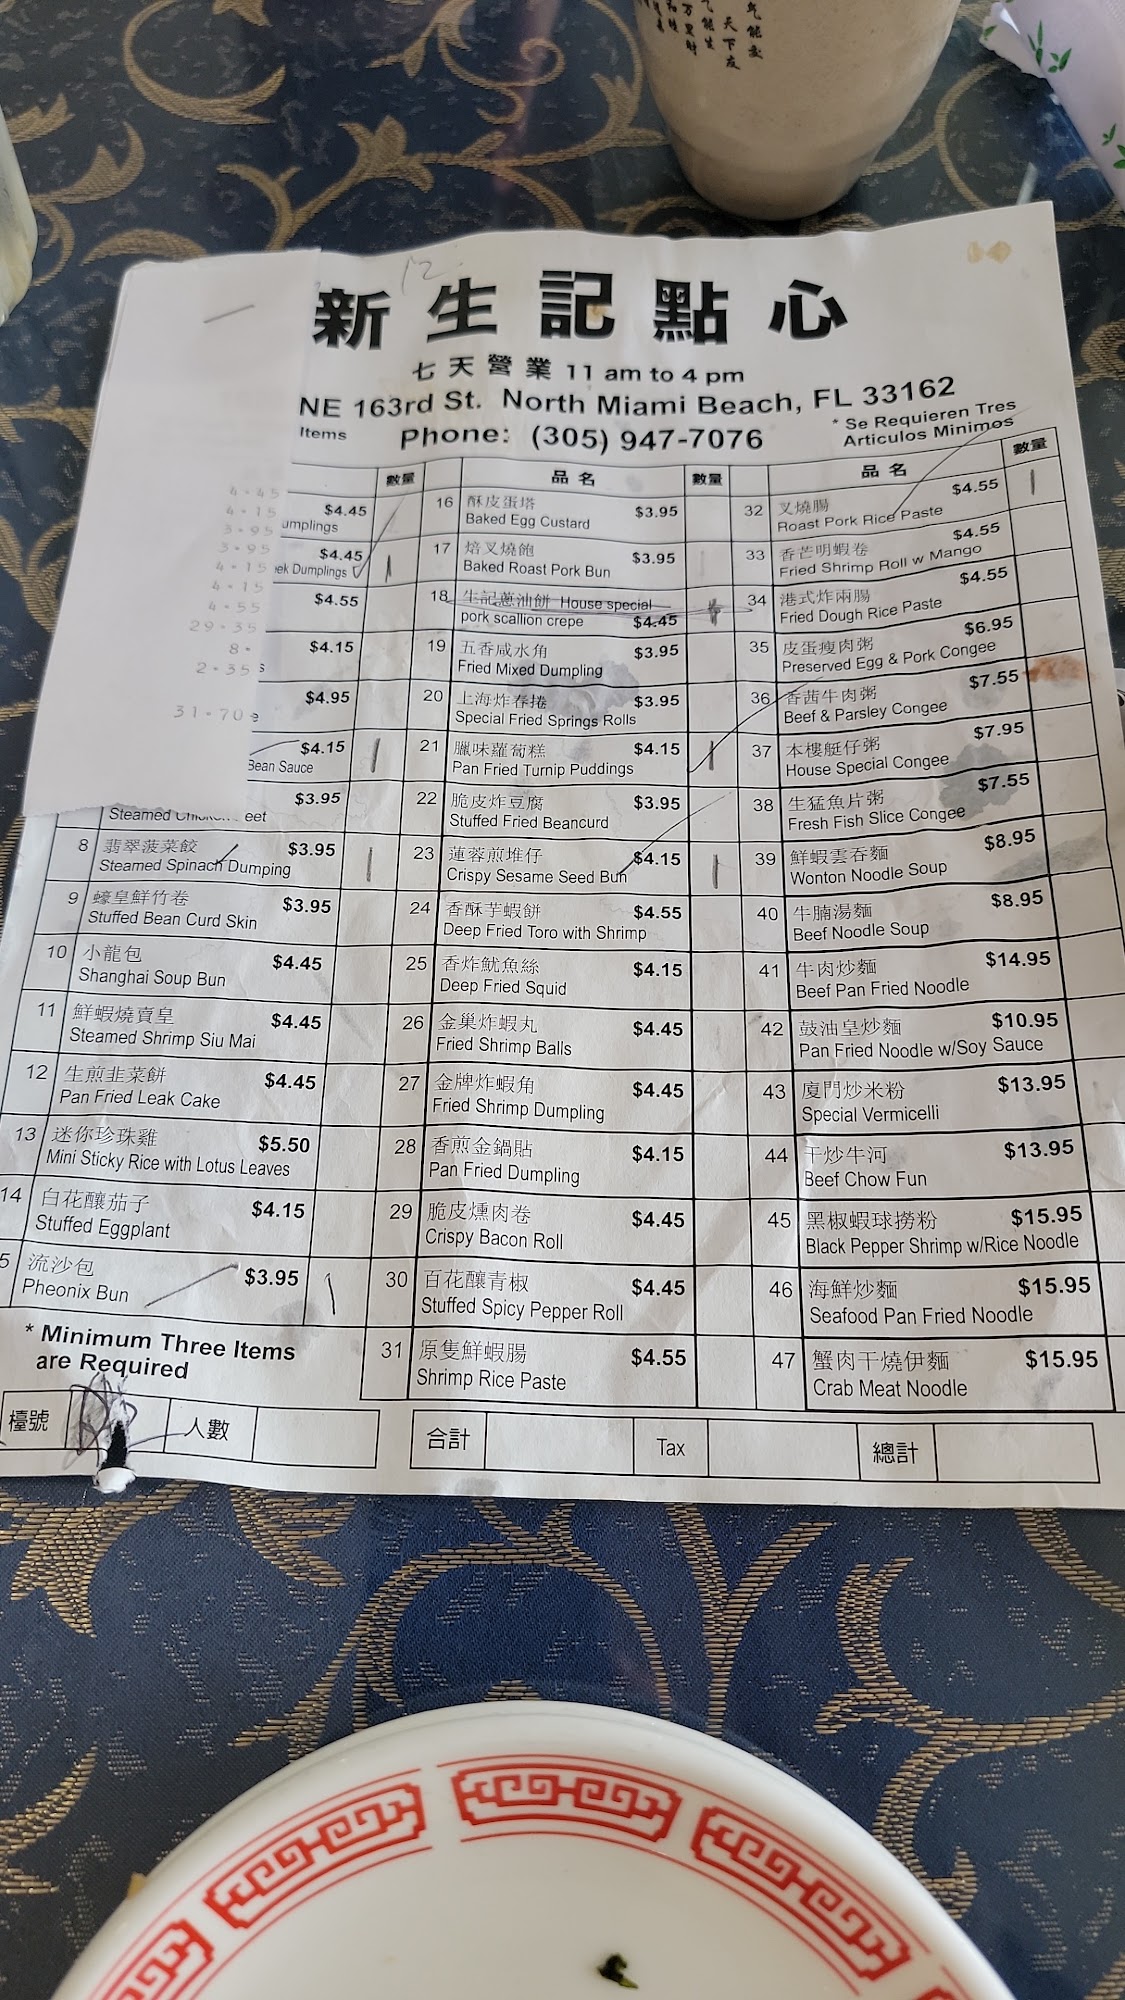 新生記點心
七天營業 11 am to 4 pm
NE 163rd St. North Miami Beach, FL 33162
Items
Phone: (305) 947-7076
* Se Requieren Tres
Articulos Minimos
數量
品名
數量
品名
數量
4.45
4.15
3.95
3.95
4.15
4.15
4.55
29.35
8.
2.35
31.70
$4.45
umplings
$4.45
ek Dumplings
$4.55
$4.15
s
$4.95
e
$4.15
Bean Sauce
$3.95
Steamed
eet
8 翡翠菠菜餃 $3.95
Steamed Spinach Dumping
9 蠔皇鮮竹卷 $3.95
Stuffed Bean Curd Skin
10 小龍包 $4.45
Shanghai Soup Bun
11 鮮蝦燒賣皇 $4.45
Steamed Shrimp Siu Mai
12 生煎韭菜餅 $4.45
Pan Fried Leak Cake
13 迷你珍珠雞 $5.50
Mini Sticky Rice with Lotus Leaves
14 白花釀茄子 $4.15
Stuffed Eggplant
5 流沙包 $3.95
Pheonix Bun
* Minimum Three Items
are Required
16 酥皮蛋塔 $3.95
Baked Egg Custard
17 焙叉燒飽 $3.95
Baked Roast Pork Bun
18 生記蔥油餅 House special
pork scallion crepe $4.45
19 五香咸水角 $3.95
Fried Mixed Dumpling
20 上海炸春捲 $3.95
Special Fried Springs Rolls
21 臘味蘿蔔糕 $4.15
Pan Fried Turnip Puddings
22 脆皮炸豆腐 $3.95
Stuffed Fried Beancurd
23 蓮蓉煎堆仔 $4.15
Crispy Sesame Seed Bun
24 香酥芋蝦餅 $4.55
Deep Fried Toro with Shrimp
25 香炸魷魚絲 $4.15
Deep Fried Squid
26 金巢炸蝦丸 $4.45
Fried Shrimp Balls
27 金牌炸蝦角 $4.45
Fried Shrimp Dumpling
28 香煎金鍋貼 $4.15
Pan Fried Dumpling
29 脆皮燻肉卷 $4.45
Crispy Bacon Roll
30 百花釀青椒 $4.45
Stuffed Spicy Pepper Roll
31 原隻鮮蝦腸 $4.55
Shrimp Rice Paste
32 叉燒腸 $4.55
Roast Pork Rice Paste
33 香芒明蝦卷 $4.55
Fried Shrimp Roll w Mango
34 港式炸兩腸 $4.55
Fried Dough Rice Paste
35 皮蛋瘦肉粥 $6.95
Preserved Egg & Pork Congee
36 香茜牛肉粥 $7.55
Beef & Parsley Congee
37 本樓艇仔粥 $7.95
House Special Congee
38 生猛魚片粥 $7.55
Fresh Fish Slice Congee
39 鮮蝦雲吞麵 $8.95
Wonton Noodle Soup
40 牛腩湯麵 $8.95
Beef Noodle Soup
41 牛肉炒麵 $14.95
Beef Pan Fried Noodle
42 鼓油皇炒麵 $10.95
Pan Fried Noodle w/Soy Sauce
43 廈門炒米粉 $13.95
Special Vermicelli
44 干炒牛河 $13.95
Beef Chow Fun
45 黑椒蝦球撈粉 $15.95
Black Pepper Shrimp w/Rice Noodle
46 海鮮炒麵 $15.95
Seafood Pan Fried Noodle
47 蟹肉干燒伊麵 $15.95
Crab Meat Noodle
檯號
人數
合計
Tax
總計